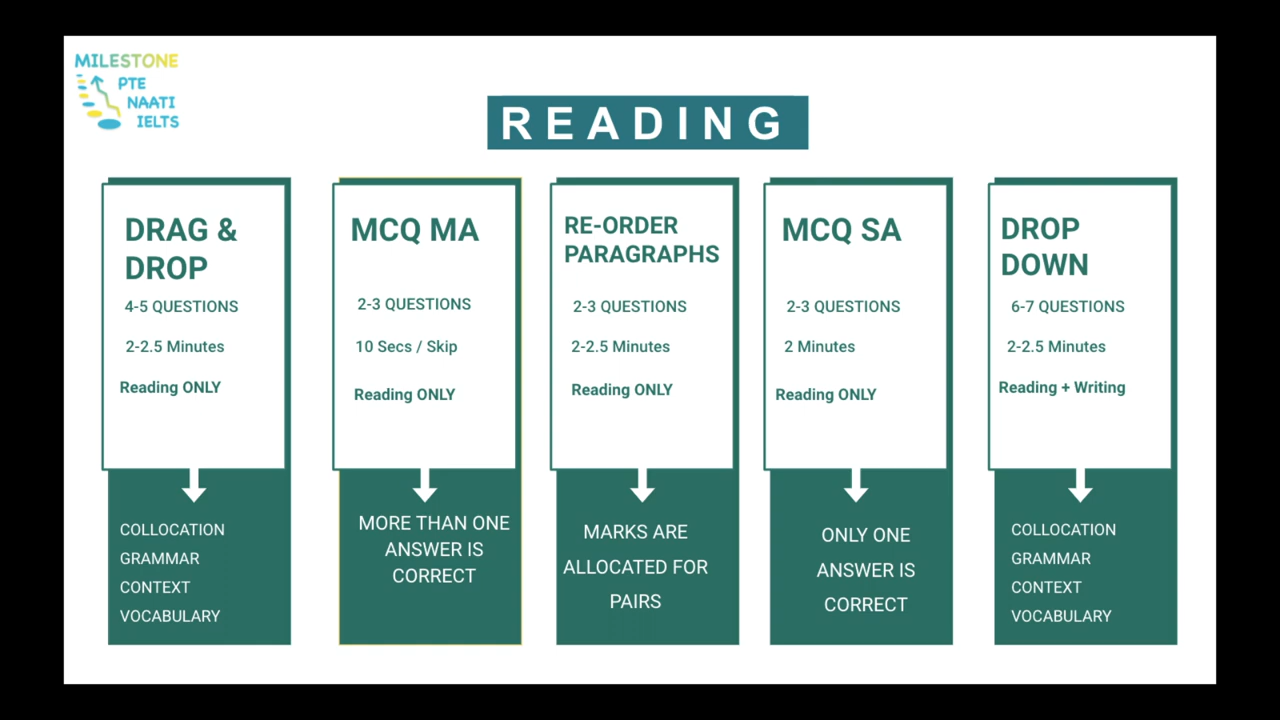 MILESTONE
PTE
NAATI
IELTS
READING
DRAG &
DROP
4-5 QUESTIONS
2-2.5 Minutes
Reading ONLY
COLLOCATION
GRAMMAR
CONTEXT
VOCABULARY
MCQ MA
2-3 QUESTIONS
10 Secs / Skip
Reading ONLY
MORE THAN ONE
ANSWER IS
CORRECT
RE-ORDER
PARAGRAPHS
2-3 QUESTIONS
2-2.5 Minutes
Reading ONLY
MARKS ARE
ALLOCATED FOR
PAIRS
MCQ SA
2-3 QUESTIONS
2 Minutes
Reading ONLY
ONLY ONE
ANSWER IS
CORRECT
DROP
DOWN
6-7 QUESTIONS
2-2.5 Minutes
Reading + Writing
COLLOCATION
GRAMMAR
CONTEXT
VOCABULARY